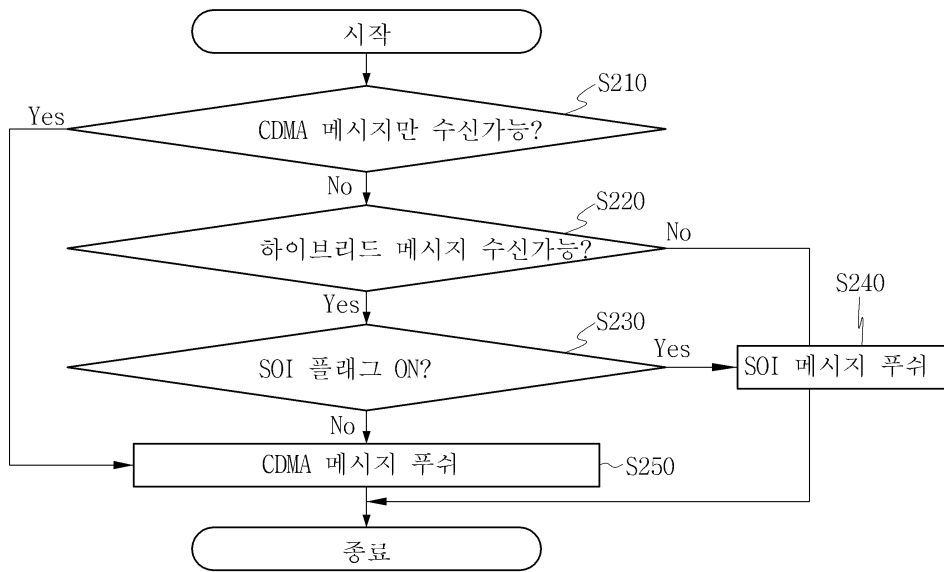 시작
S210
Yes
CDMA 메시지만 수신가능?
No
S220
하이브리드 메시지 수신가능?
No
Yes
S240
S230
SOI 플래그 ON?
Yes
SOI 메시지 푸쉬
No
CDMA 메시지 푸쉬
S250
종료